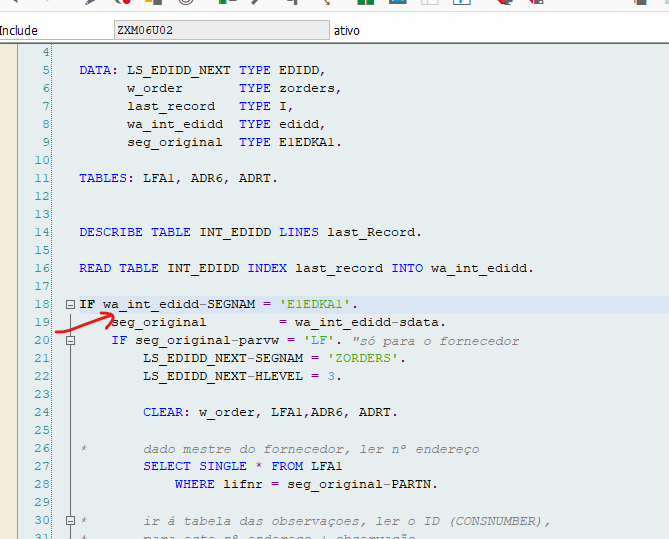 Include ZXM06U02 ativo
4
5 DATA: LS_EDIDD_NEXT TYPE EDIDD,
6 w_order TYPE zorders,
7 last_record TYPE I,
8 wa_int_edidd TYPE edidd,
9 seg_original TYPE E1EDKA1.
10
11 TABLES: LFA1, ADR6, ADRT.
12
13
14 DESCRIBE TABLE INT_EDIDD LINES last_Record.
15
16 READ TABLE INT_EDIDD INDEX last_record INTO wa_int_edidd.
17
18 IF wa_int_edidd-SEGNAM = 'E1EDKA1'.
19 seg_original = wa_int_edidd-sdata.
20 IF seg_original-parvw = 'LF'. "só para o fornecedor
21 LS_EDIDD_NEXT-SEGNAM = 'ZORDERS'.
22 LS_EDIDD_NEXT-HLEVEL = 3.
24 CLEAR: w_order, LFA1,ADR6, ADRT.
25
26 * dado mestre do fornecedor, ler nº endereço
27 SELECT SINGLE * FROM LFA1
28 WHERE lifnr = seg_original-PARTN.
29
30 * ir á tabela das observaçoes, ler o ID (CONSNUMBER),
31 * para este nº endereço + observação